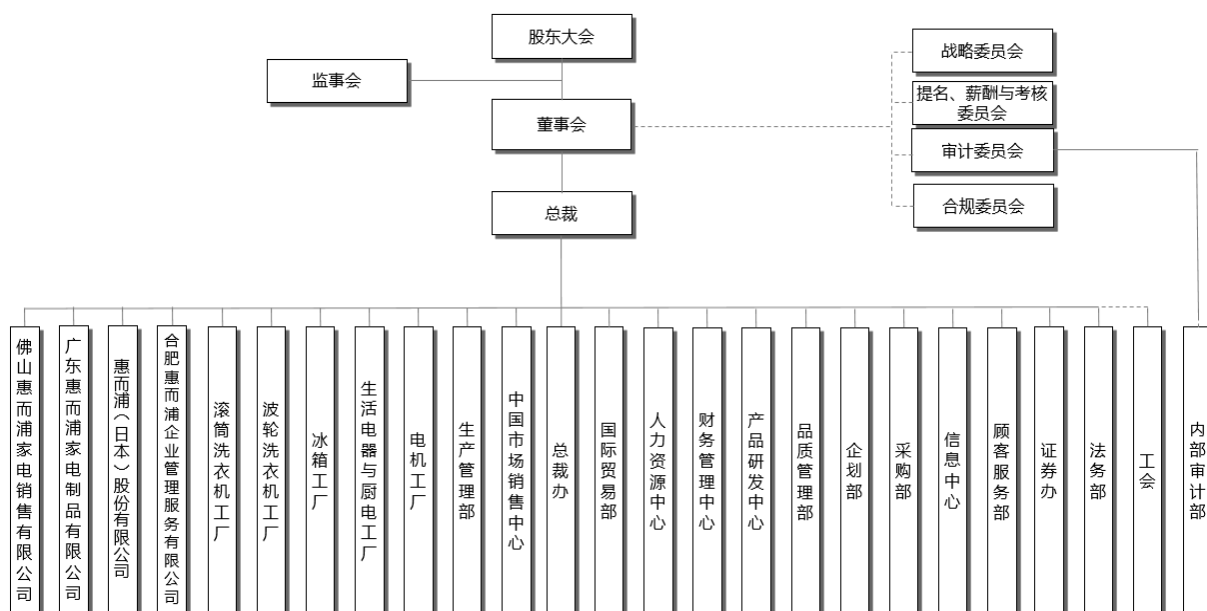 股东大会
监事会
董事会
总裁
战略委员会
提名、薪酬与考核
委员会
审计委员会
合规委员会
佛山惠而浦家电销售有限公司
广东惠而浦家电制品有限公司
惠而浦（日本）股份有限公司
合肥惠而浦企业管理服务有限公司
滚筒洗衣机工厂
波轮洗衣机工厂
冰箱工厂
生活电器与厨电工厂
电机工厂
生产管理部
中国市场销售中心
总裁办
国际贸易部
人力资源中心
财务管理中心
产品研发中心
品质管理部
企划部
采购部
信息中心
顾客服务部
证券办
法务部
工会
内部审计部